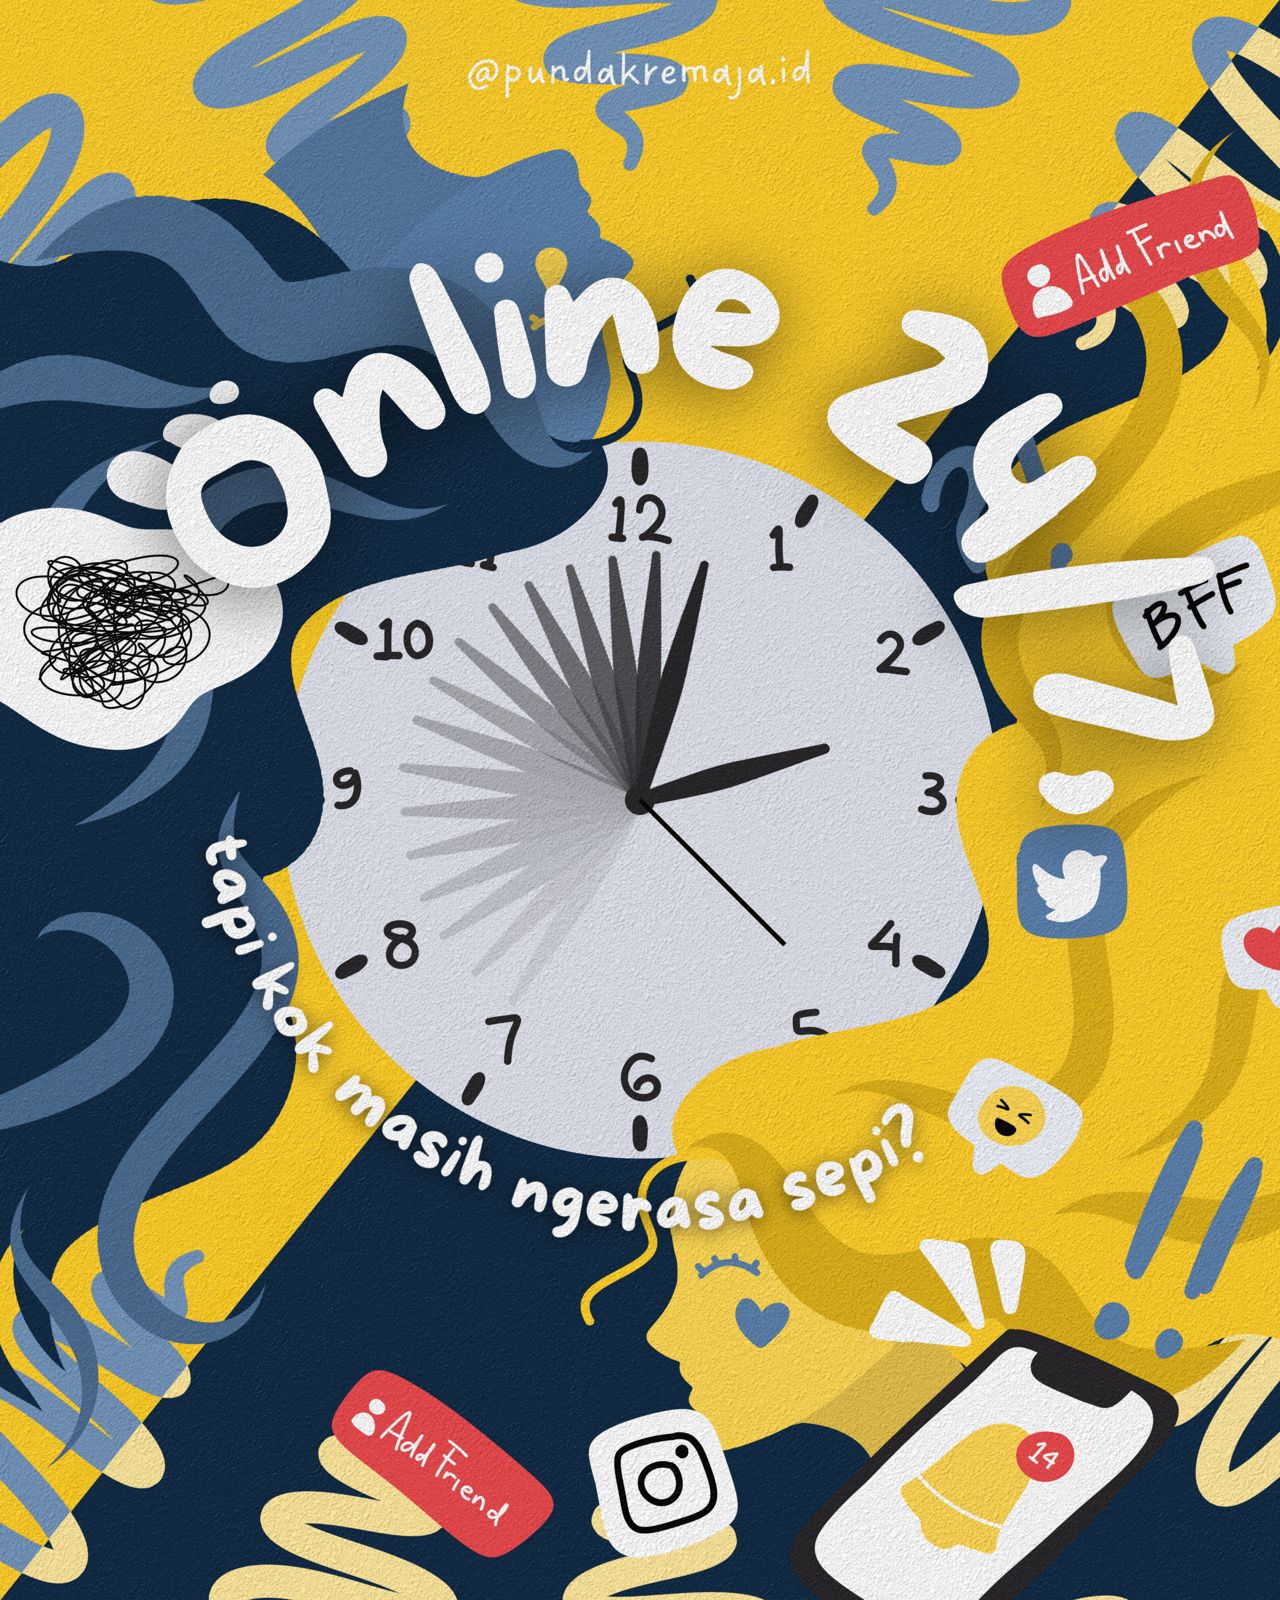 @pundakremaja.id
Add Friend
Online 24/7
BFF
12
1
2
3
4
5
6
7
8
9
10
tapi kok masih ngerasa sepi?
!!
14
Add Friend